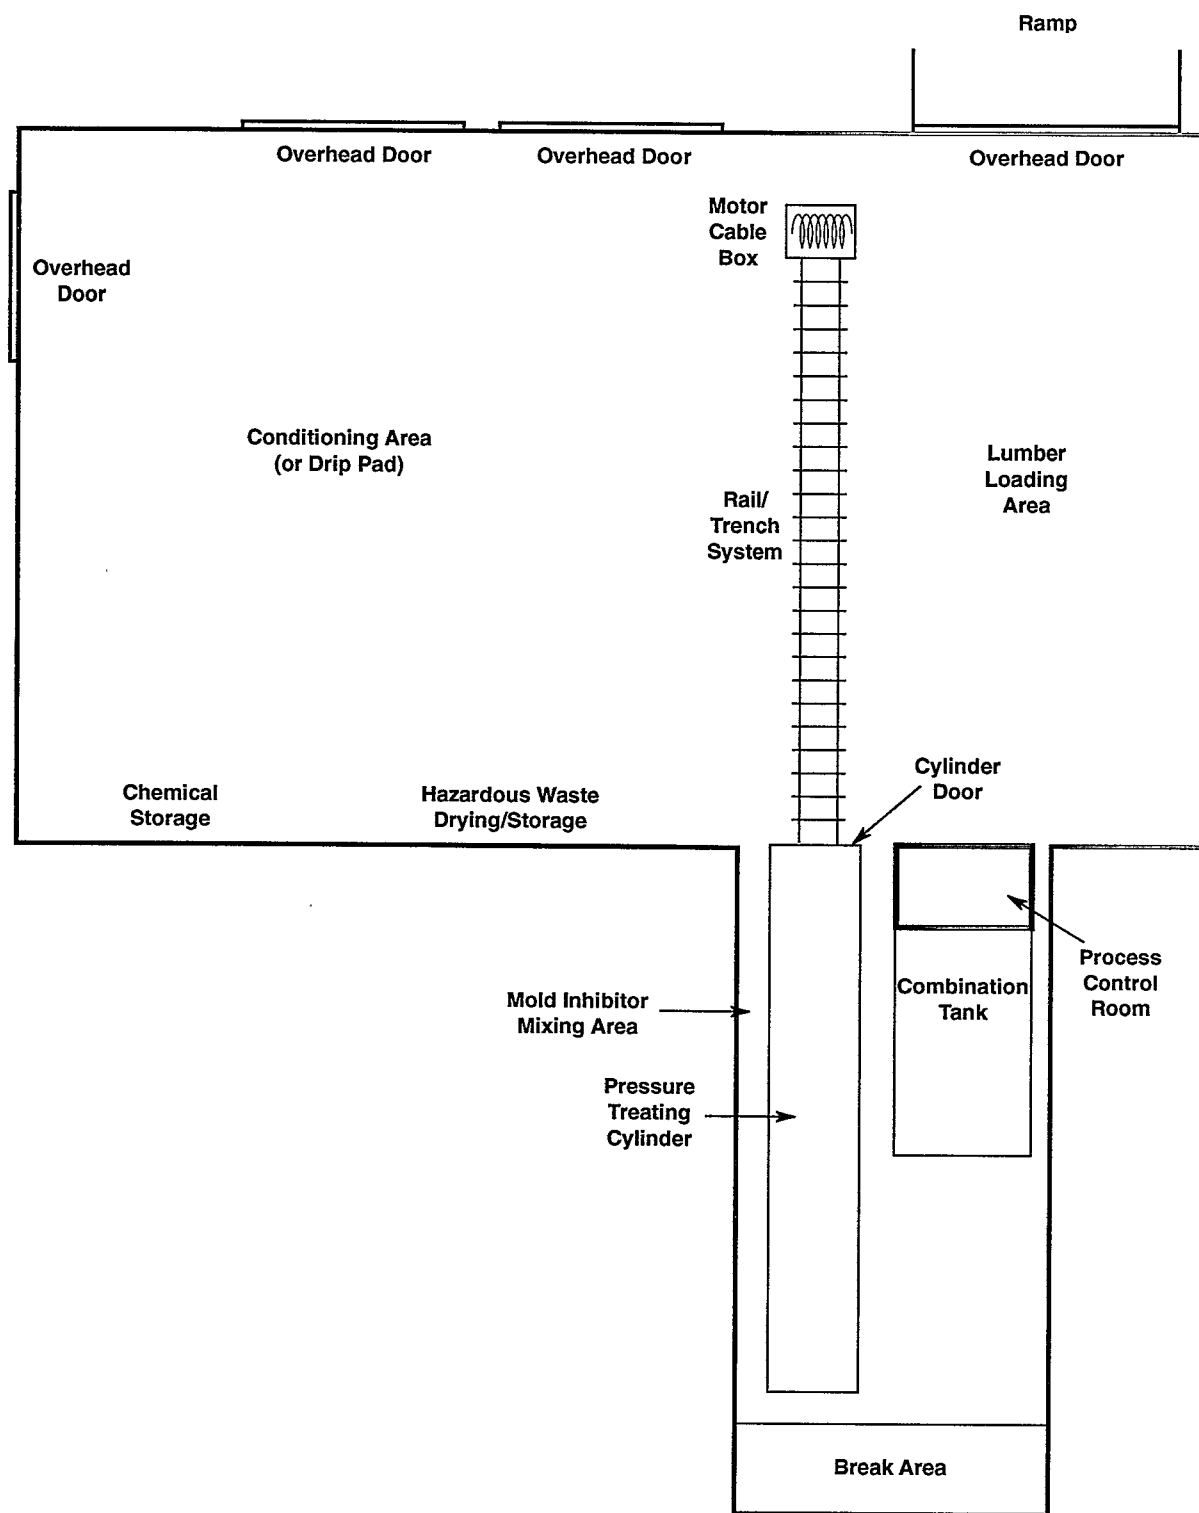 Ramp
Overhead Door
Overhead Door
Overhead Door
Motor
Cable
Box
Overhead
Door
Conditioning Area
(or Drip Pad)
Lumber
Loading
Area
Rail/
Trench
System
Cylinder
Door
Chemical
Storage
Hazardous Waste
Drying/Storage
Process
Control
Room
Combination
Tank
Mold Inhibitor
Mixing Area
Pressure
Treating
Cylinder
Break Area